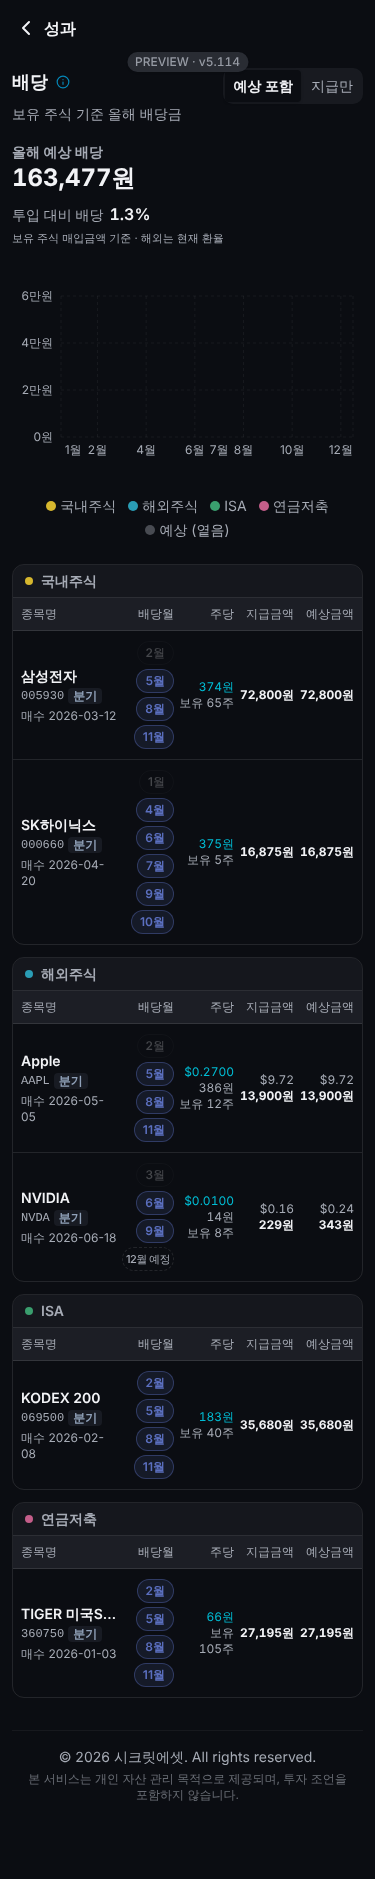 성과
PREVIEW · v5.114
배당
예상 포함 지급만
보유 주식 기준 올해 배당금
올해 예상 배당
163,477원
투입 대비 배당 1.3%
보유 주식 매입금액 기준 · 해외는 현재 환율
6만원
4만원
2만원
0원
1월 2월 4월 6월 7월 8월 10월 12월
국내주식 해외주식 ISA 연금저축
예상 (옅음)
국내주식
종목명 배당월 주당 지급금액 예상금액
삼성전자
005930 분기
매수 2026-03-12
2월
5월
8월
11월
374원
보유 65주
72,800원 72,800원
SK하이닉스
000660 분기
매수 2026-04-
20
1월
4월
6월
7월
9월
10월
375원
보유 5주
16,875원 16,875원
해외주식
종목명 배당월 주당 지급금액 예상금액
Apple
AAPL 분기
매수 2026-05-
05
2월
5월
8월
11월
$0.2700
386원
보유 12주
$9.72 $9.72
13,900원 13,900원
NVIDIA
NVDA 분기
매수 2026-06-18
3월
6월
9월
12월 예정
$0.0100
14원
보유 8주
$0.16 $0.24
229원 343원
ISA
종목명 배당월 주당 지급금액 예상금액
KODEX 200
069500 분기
매수 2026-02-
08
2월
5월
8월
11월
183원
보유 40주
35,680원 35,680원
연금저축
종목명 배당월 주당 지급금액 예상금액
TIGER 미국S...
360750 분기
매수 2026-01-03
2월
5월
8월
11월
66원
보유
105주
27,195원 27,195원
© 2026 시크릿에셋. All rights reserved.
본 서비스는 개인 자산 관리 목적으로 제공되며, 투자 조언을
포함하지 않습니다.